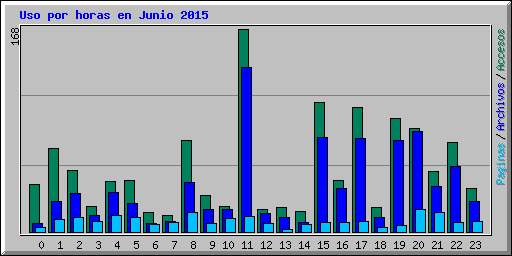 Uso por horas en Junio 2015
168
0 1 2 3 4 5 6 7 8 9 10 11 12 13 14 15 16 17 18 19 20 21 22 23
Paginas / Archivos / Accesos